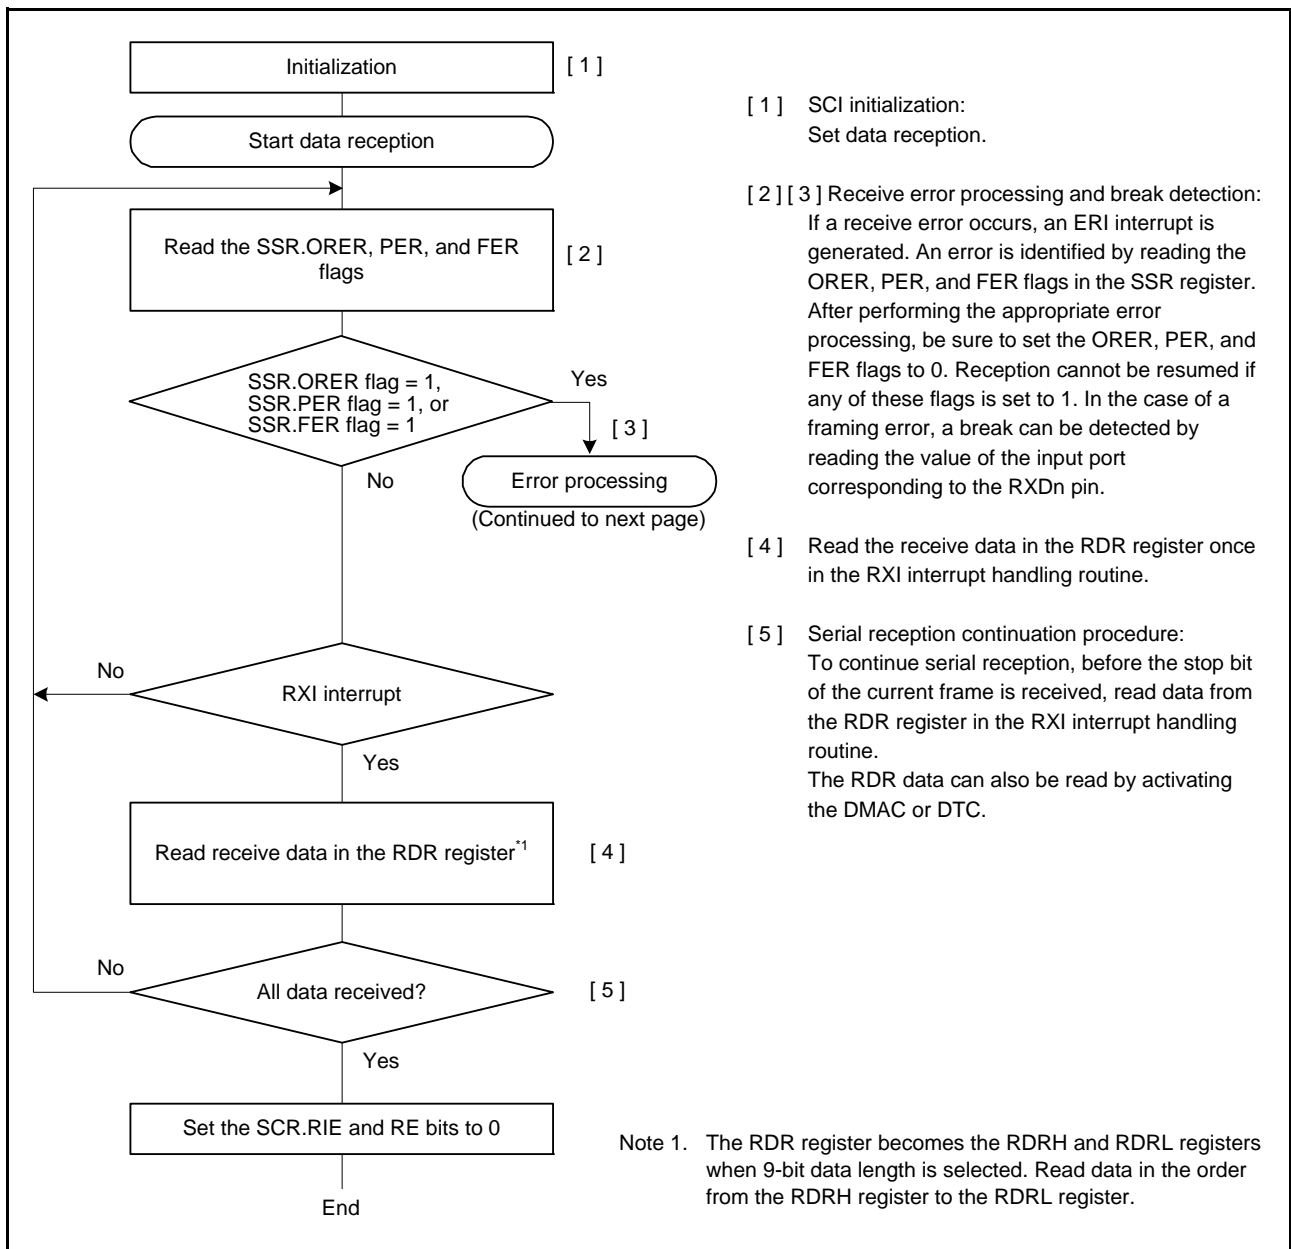 Initialization
[ 1 ]
Start data reception
Read the SSR.ORER, PER, and FER
flags
[ 2 ]
SSR.ORER flag = 1,
SSR.PER flag = 1, or
SSR.FER flag = 1
Yes
[ 3 ]
No
Error processing
(Continued to next page)
No
RXI interrupt
Yes
Read receive data in the RDR register*1
[ 4 ]
No
All data received?
[ 5 ]
Yes
Set the SCR.RIE and RE bits to 0
End
[ 1 ] SCI initialization:
Set data reception.
[ 2 ] [ 3 ] Receive error processing and break detection:
If a receive error occurs, an ERI interrupt is
generated. An error is identified by reading the
ORER, PER, and FER flags in the SSR register.
After performing the appropriate error
processing, be sure to set the ORER, PER, and
FER flags to 0. Reception cannot be resumed if
any of these flags is set to 1. In the case of a
framing error, a break can be detected by
reading the value of the input port
corresponding to the RXDn pin.
[ 4 ] Read the receive data in the RDR register once
in the RXI interrupt handling routine.
[ 5 ] Serial reception continuation procedure:
To continue serial reception, before the stop bit
of the current frame is received, read data from
the RDR register in the RXI interrupt handling
routine.
The RDR data can also be read by activating
the DMAC or DTC.
Note 1. The RDR register becomes the RDRH and RDRL registers
when 9-bit data length is selected. Read data in the order
from the RDRH register to the RDRL register.